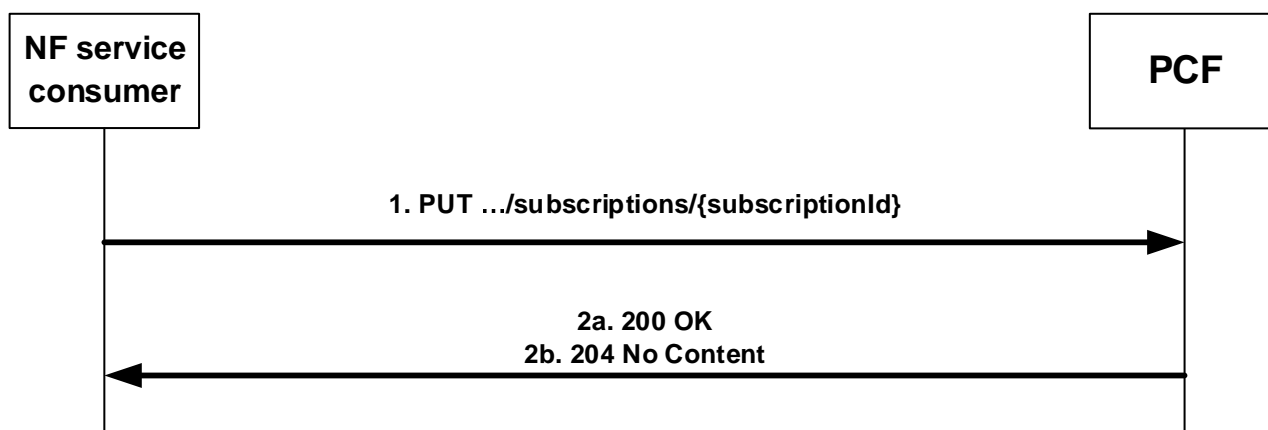 NF service
consumer
PCF
1. PUT …/subscriptions/{subscriptionId}
2a. 200 OK
2b. 204 No Content